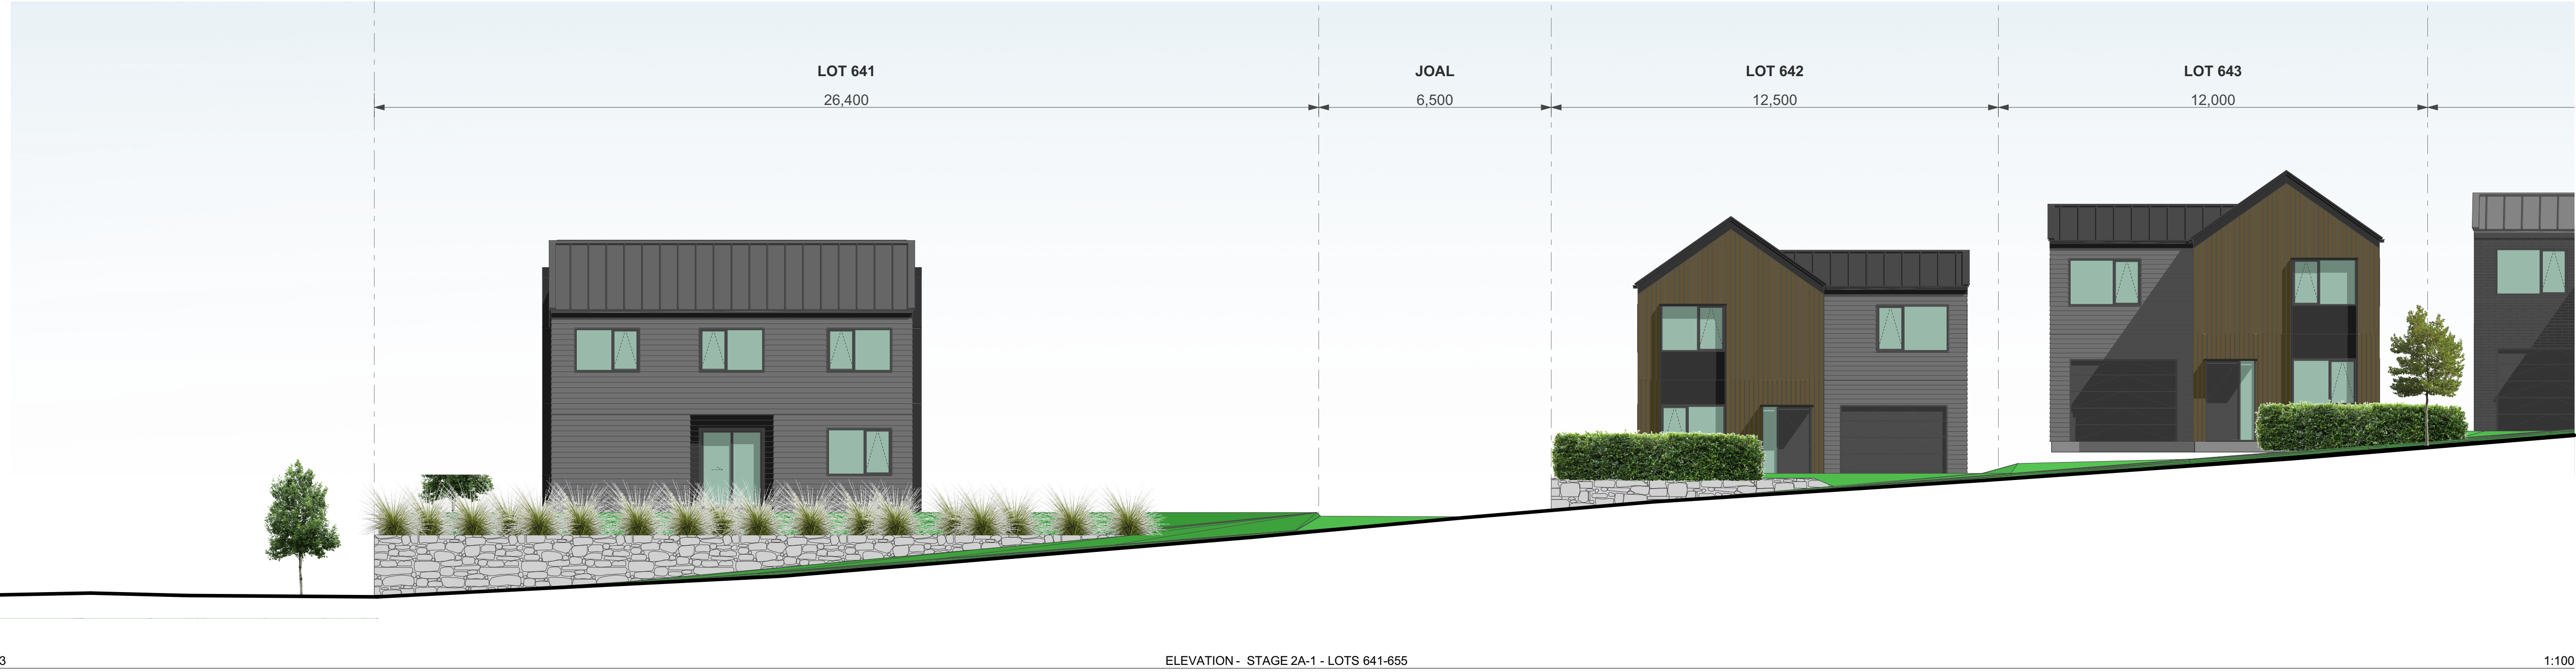 LOT 641
JOAL
LOT 642
LOT 643
26,400
6,500
12,500
12,000
3
ELEVATION - STAGE 2A-1 - LOTS 641-655
1:100